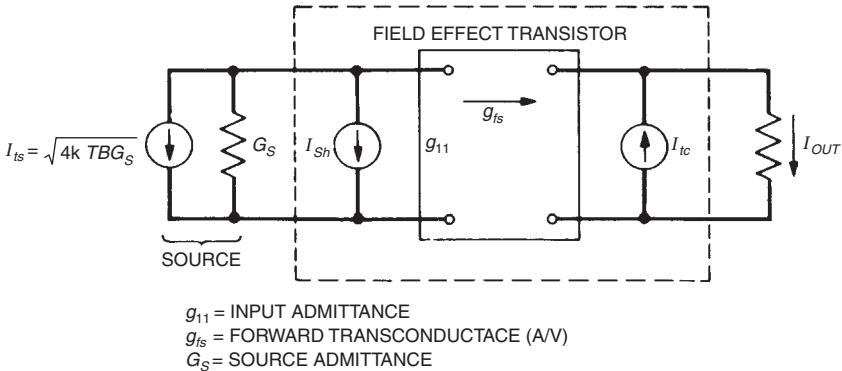 FIELD EFFECT TRANSISTOR
I_ts = √4k TBG_S
G_S
I_Sh
g_11
g_fs
I_tc
I_OUT
SOURCE
g_11 = INPUT ADMITTANCE
g_fs = FORWARD TRANSCONDUCTACE (A/V)
G_S = SOURCE ADMITTANCE